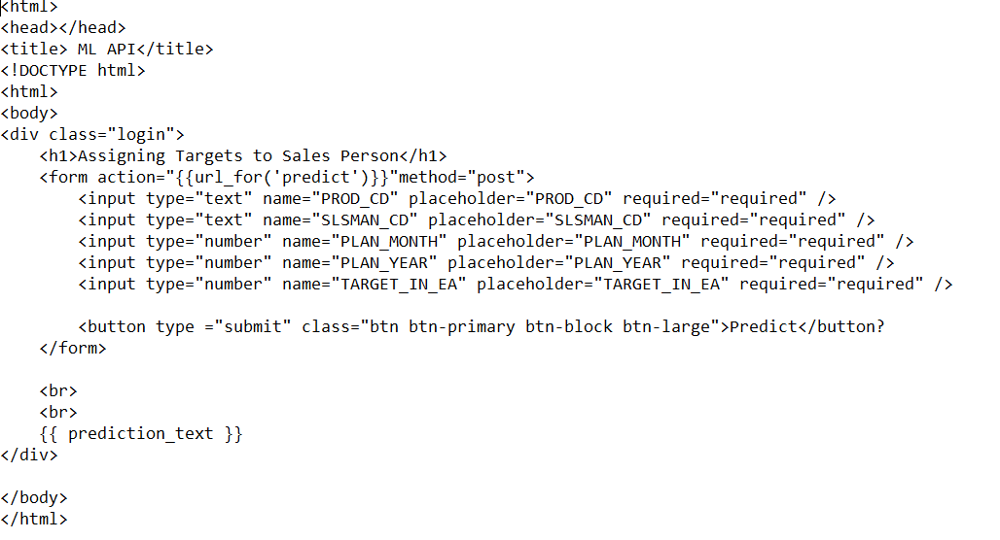 <html>
<head></head>
<title> ML API</title>
<!DOCTYPE html>
<html>
<body>
<div class="login">
    <h1>Assigning Targets to Sales Person</h1>
    <form action="{{url_for('predict')}}"method="post">
        <input type="text" name="PROD_CD" placeholder="PROD_CD" required="required" />
        <input type="text" name="SLSMAN_CD" placeholder="SLSMAN_CD" required="required" />
        <input type="number" name="PLAN_MONTH" placeholder="PLAN_MONTH" required="required" />
        <input type="number" name="PLAN_YEAR" placeholder="PLAN_YEAR" required="required" />
        <input type="number" name="TARGET_IN_EA" placeholder="TARGET_IN_EA" required="required" />

        <button type ="submit" class="btn btn-primary btn-block btn-large">Predict</button?
    </form>

    <br>
    <br>
    {{ prediction_text }}
</div>

</body>
</html>